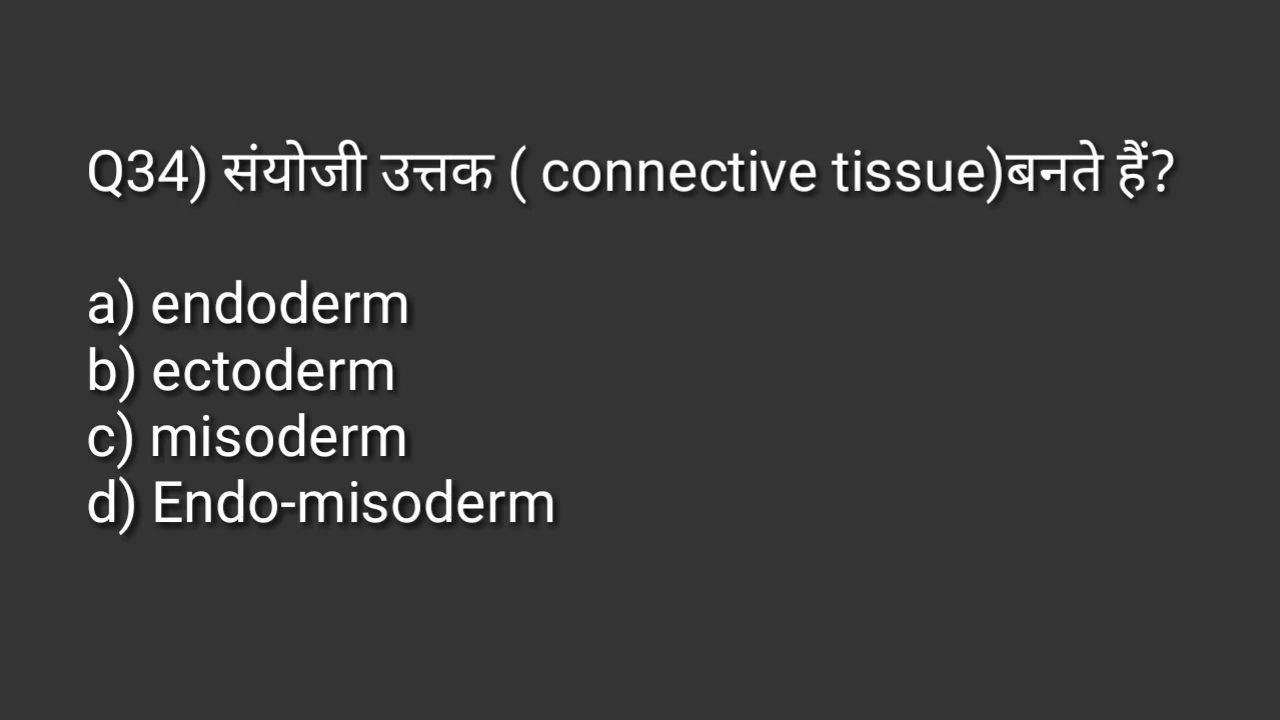 Q34) संयोजी उत्तक ( connective tissue)बनते हैं?
a) endoderm
b) ectoderm
c) misoderm
d) Endo-misoderm